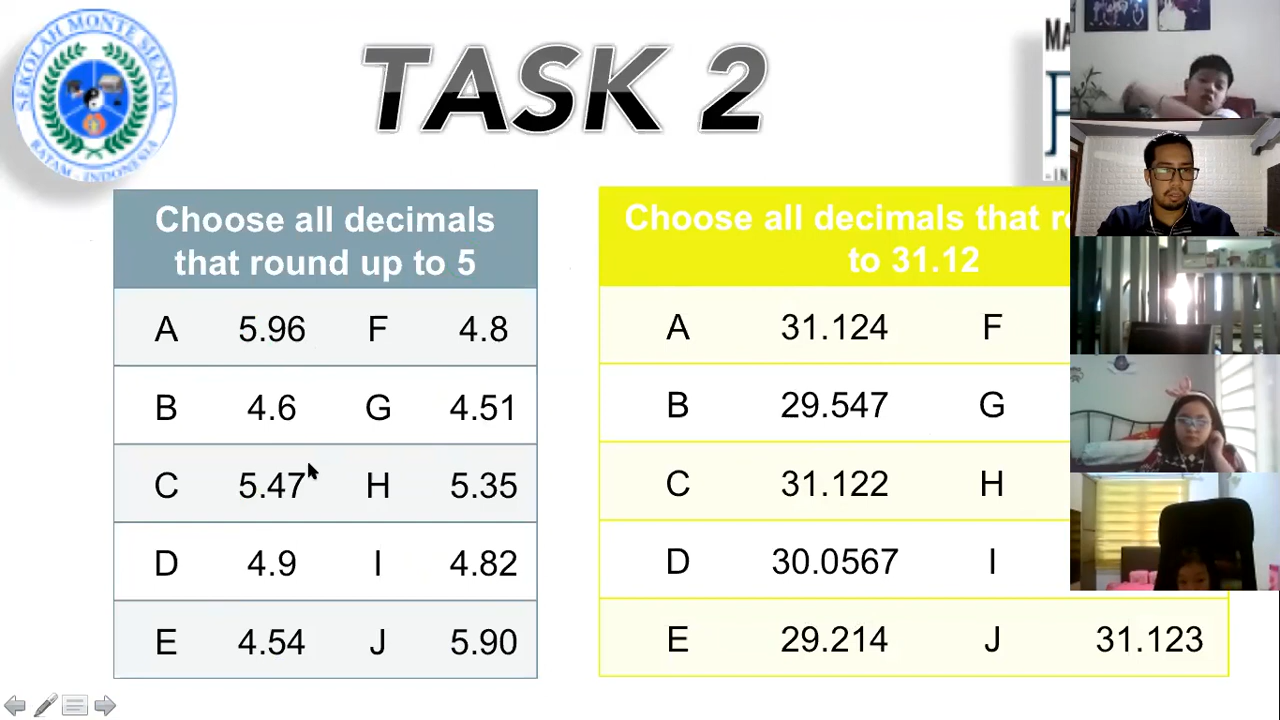 SEKOLAH MONTE SIENNA
BATAM - INDONESIA
TASK 2
MA
Choose all decimals
that round up to 5
A 5.96 F 4.8
B 4.6 G 4.51
C 5.47 H 5.35
D 4.9 I 4.82
E 4.54 J 5.90
Choose all decimals that
to 31.12
A 31.124 F
B 29.547 G
C 31.122 H
D 30.0567 I
E 29.214 J 31.123